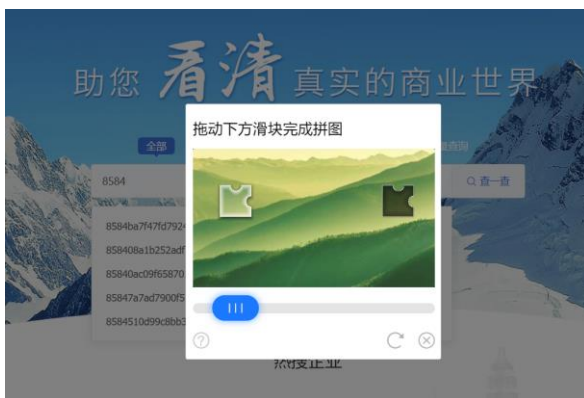 助您 看清 真实的商业世界
拖动下方滑块完成拼图
全部
8584
查一查
8584ba7f47fd7924
858408a1b252adf
85840ac09f65870
85847a7ad7900f5
8584510d99c8bb3
热搜企业